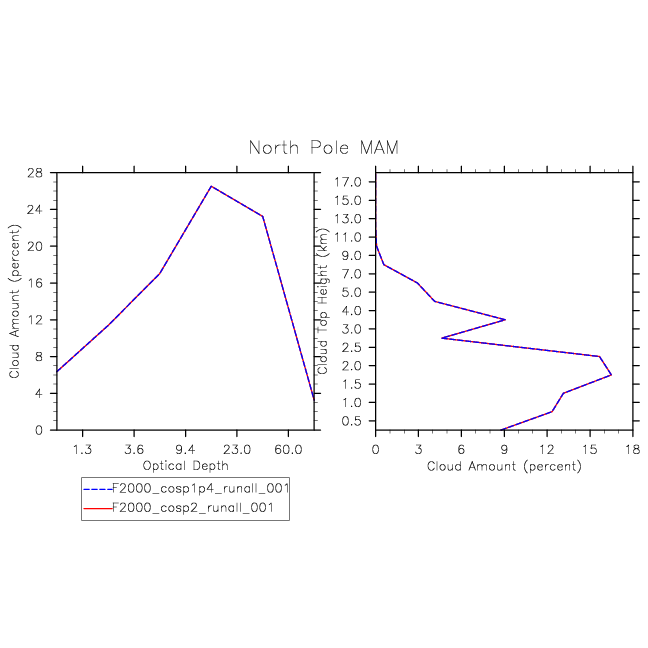 North Pole MAM
Cloud Amount (percent)
28
24
20
16
12
8
4
0
1.3 3.6 9.4 23.0 60.0
Optical Depth
Cloud Top Height (km)
17.0
15.0
13.0
11.0
9.0
7.0
5.0
4.0
3.0
2.5
2.0
1.5
1.0
0.5
0 3 6 9 12 15 18
Cloud Amount (percent)
F2000_cosp1p4_runall_001
F2000_cosp2_runall_001